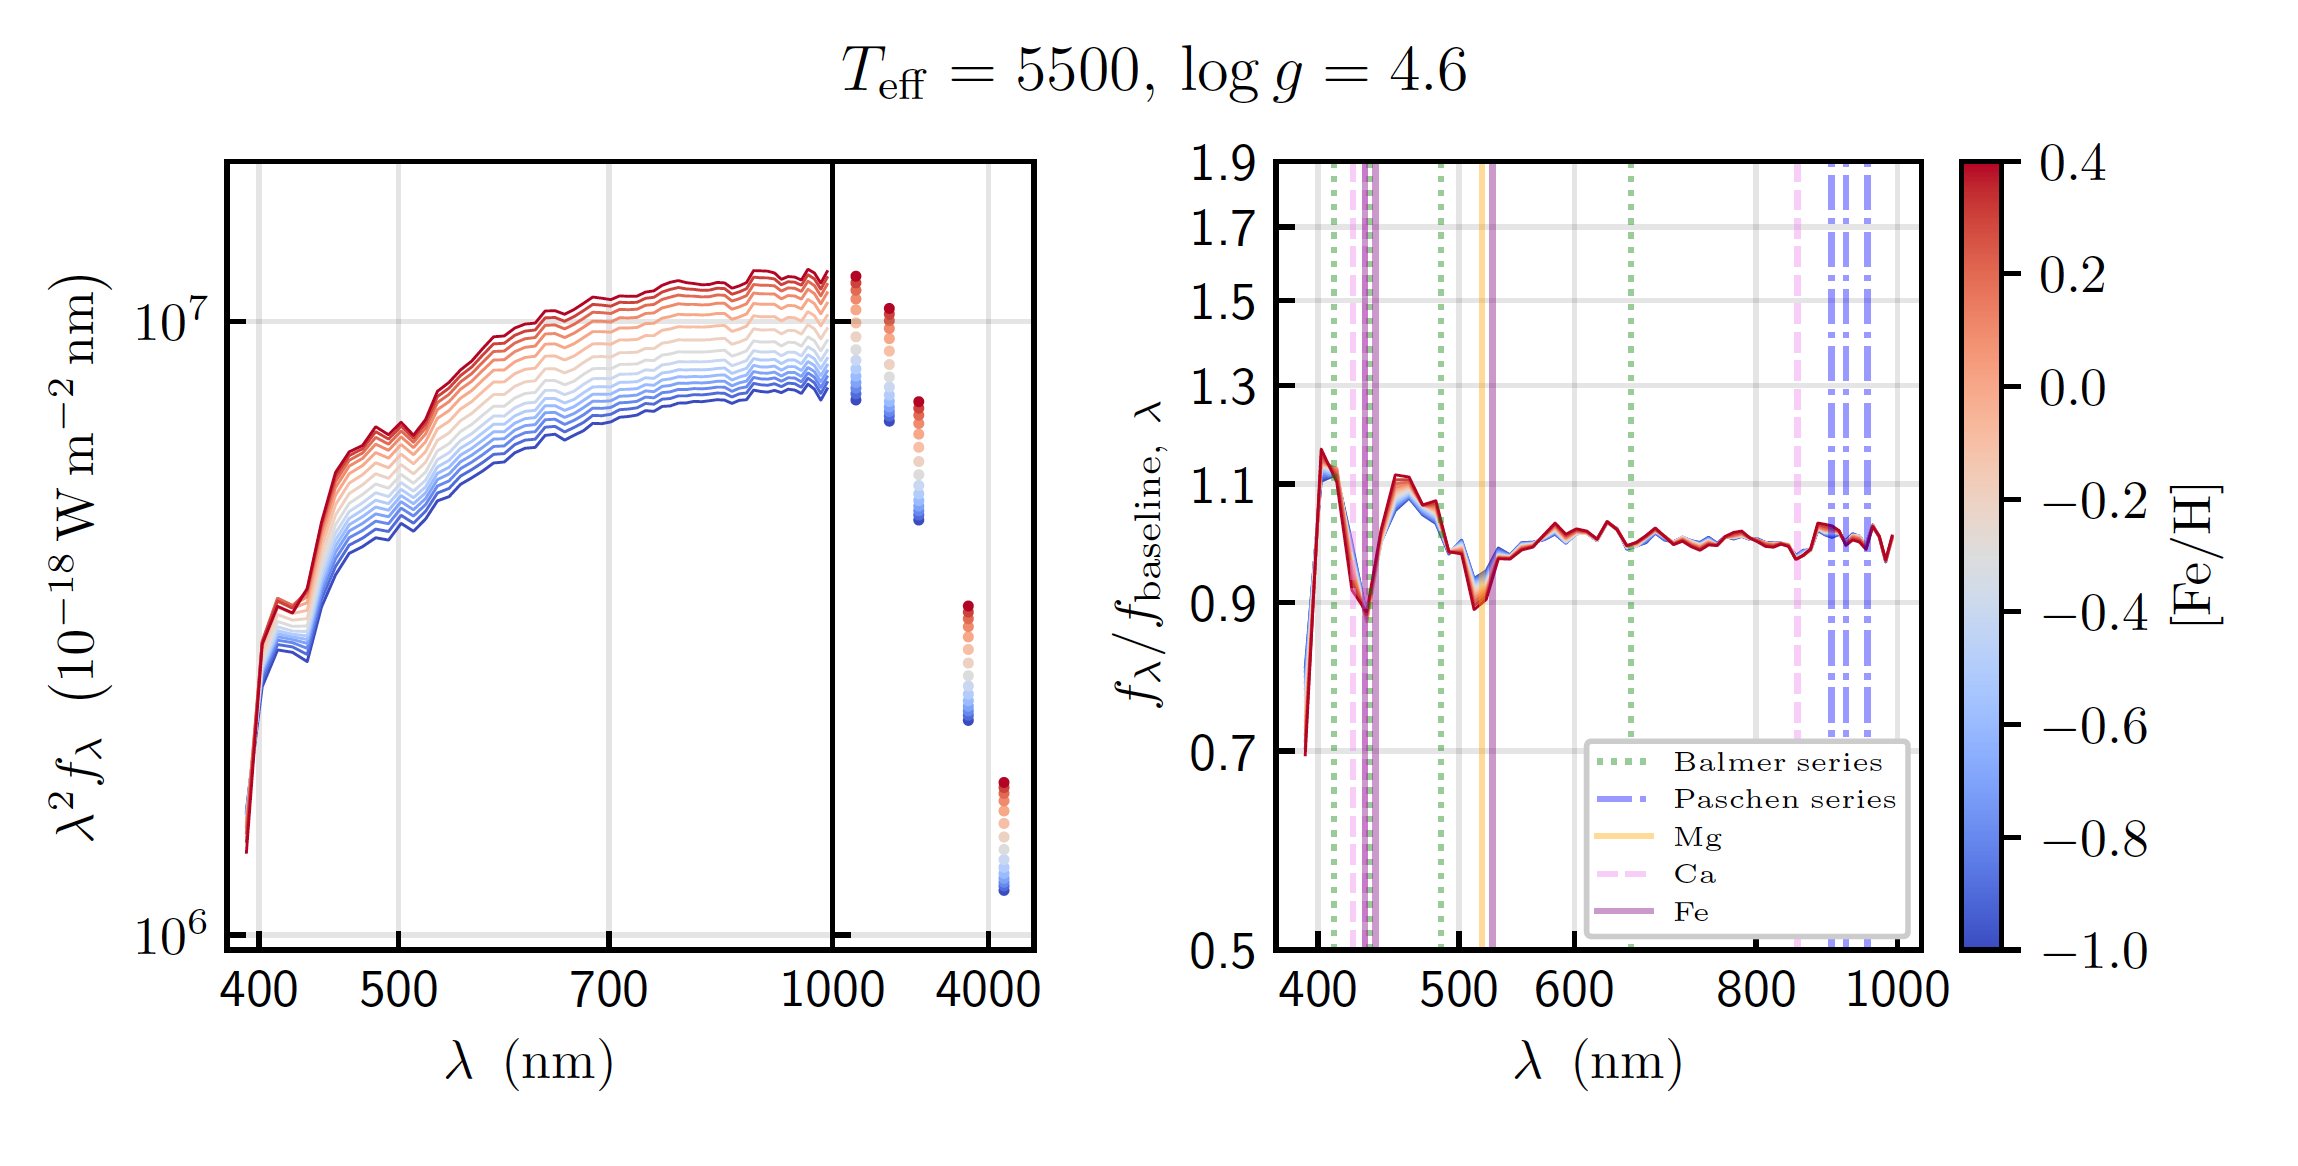 T_eff = 5500, log g = 4.6
λ² f_λ (10⁻¹⁸ W m⁻² nm)
10⁷
10⁶
400 500 700 1000 4000
λ (nm)
f_λ/f_baseline, λ
1.9
1.7
1.5
1.3
1.1
0.9
0.7
0.5
400 500 600 800 1000
λ (nm)
Balmer series
Paschen series
Mg
Ca
Fe
0.4
0.2
0.0
−0.2
−0.4
−0.6
−0.8
−1.0
[Fe/H]